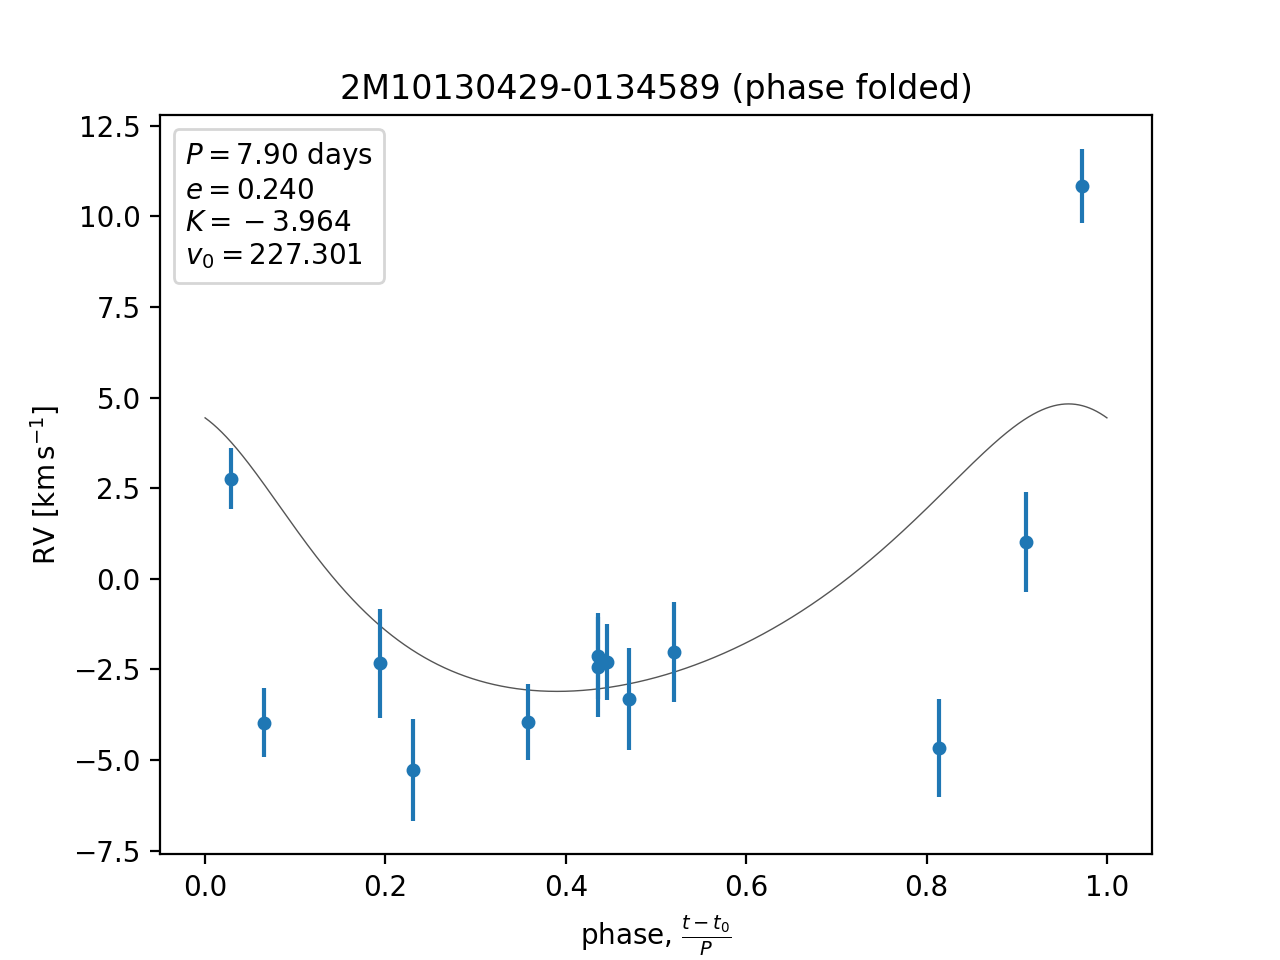 2M10130429-0134589 (phase folded)
P = 7.90 days
e = 0.240
K = −3.964
v₀ = 227.301
12.5
10.0
7.5
5.0
2.5
0.0
−2.5
−5.0
−7.5
RV [km s⁻¹]
0.0 0.2 0.4 0.6 0.8 1.0
phase, (t − t₀)/P